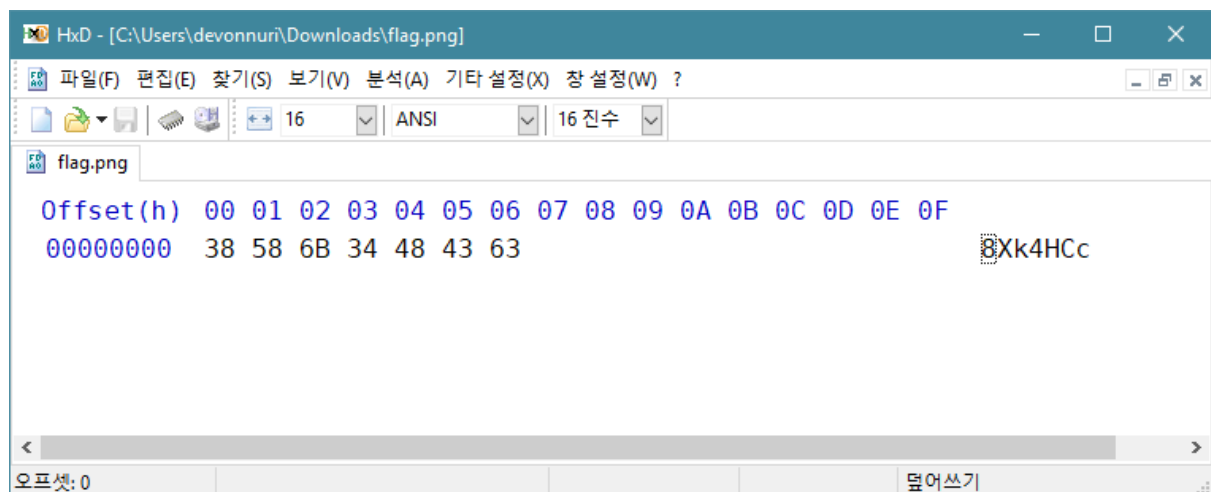 HxD - [C:\Users\devonnuri\Downloads\flag.png]
파일(F) 편집(E) 찾기(S) 보기(V) 분석(A) 기타 설정(X) 창 설정(W) ?
16 ANSI 16 진수
flag.png
Offset(h) 00 01 02 03 04 05 06 07 08 09 0A 0B 0C 0D 0E 0F
00000000 38 58 6B 34 48 43 63 8Xk4HCc
오프셋: 0 덮어쓰기